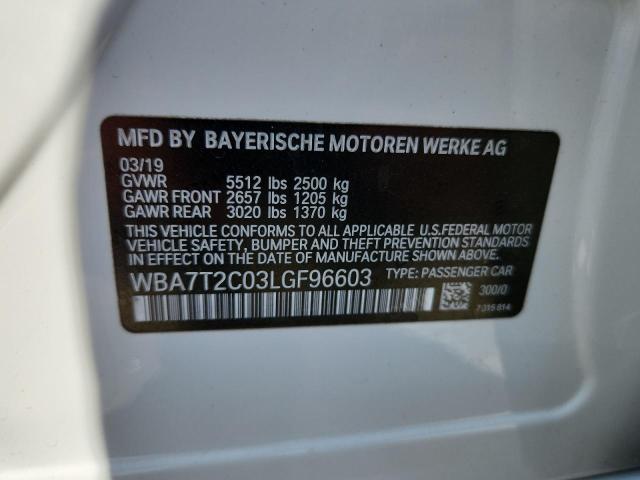 MFD BY BAYERISCHE MOTOREN WERKE AG
03/19
GVWR 5512 lbs 2500 kg
GAWR FRONT 2657 lbs 1205 kg
GAWR REAR 3020 lbs 1370 kg
THIS VEHICLE CONFORMS TO ALL APPLICABLE U.S.FEDERAL MOTOR
VEHICLE SAFETY, BUMPER, AND THEFT PREVENTION STANDARDS
IN EFFECT ON THE DATE OF MANUFACTURE SHOWN ABOVE.
WBA7T2C03LGF96603 TYPE: PASSENGER CAR
300/0
7315814